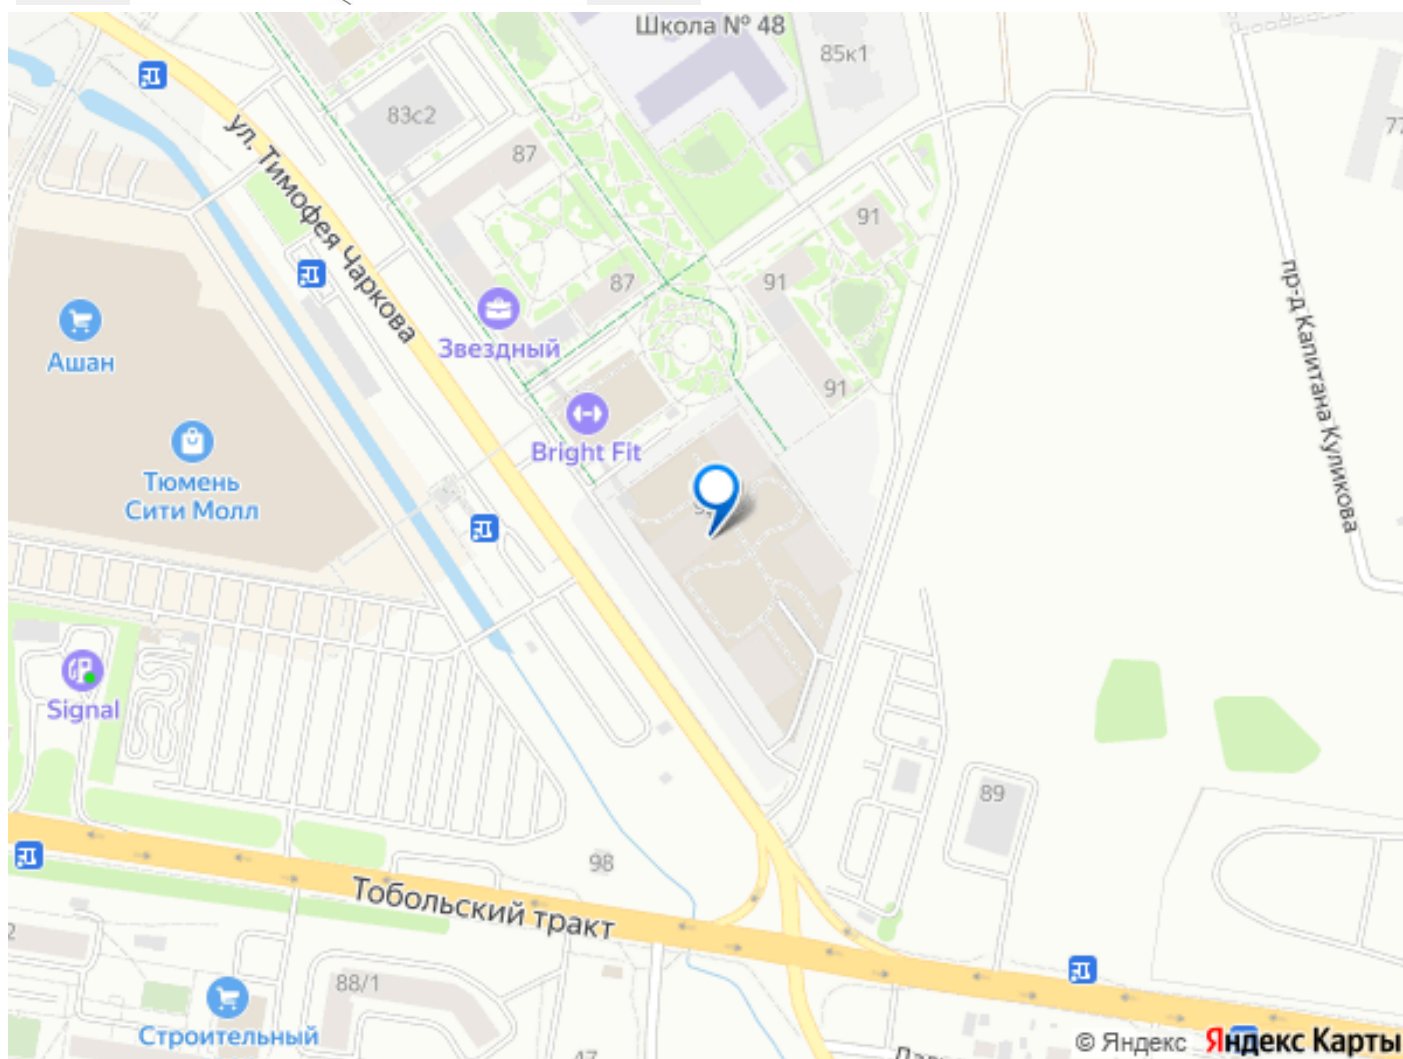 Школа № 48
85к1
83с2
77
ул. Тимофея Чаркова
87
91
87
91
пр-д Капитана Куликова
Звездный
Ашан
91
Bright Fit
Тюмень
Сити Молл
Signal
89
98
Тобольский тракт
88/1
Строительный
47
© Яндекс Яндекс Карты